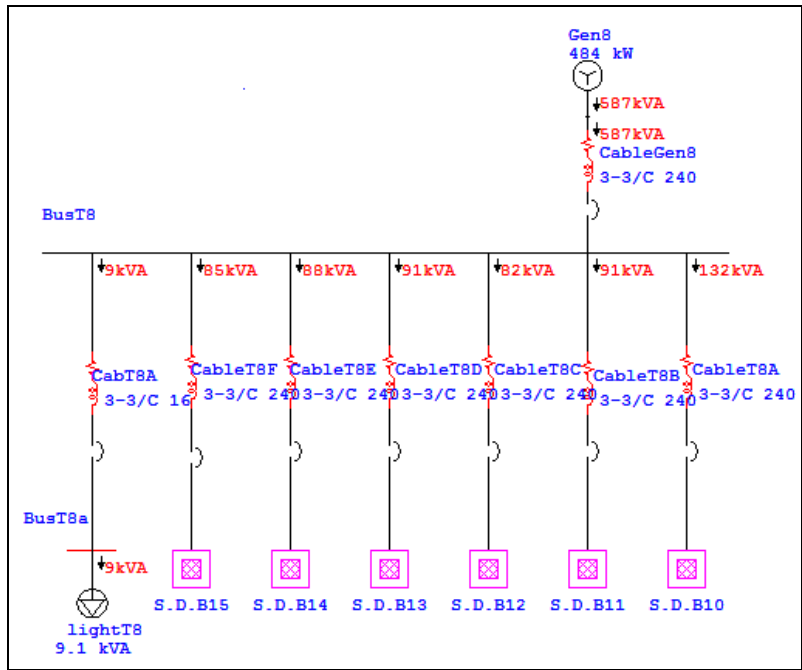 Gen8
484 kW
587kVA
587kVA
CableGen8
3-3/C 240
BusT8
9kVA
85kVA
88kVA
91kVA
82kVA
91kVA
132kVA
CabT8A
3-3/C 16
CableT8F
3-3/C 240
CableT8E
3-3/C 240
CableT8D
3-3/C 240
CableT8C
3-3/C 240
CableT8B
3-3/C 240
CableT8A
3-3/C 240
BusT8a
9kVA
lightT8
9.1 kVA
S.D.B15
S.D.B14
S.D.B13
S.D.B12
S.D.B11
S.D.B10